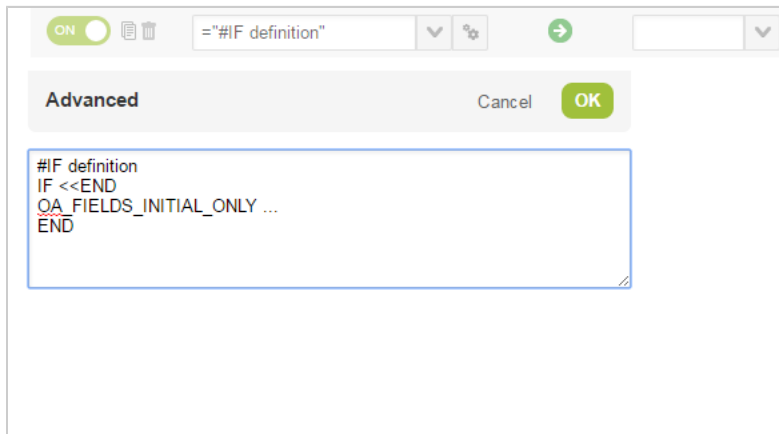 ON
="#IF definition"
Advanced
Cancel
OK
#IF definition
IF <<END
OA_FIELDS_INITIAL_ONLY ...
END